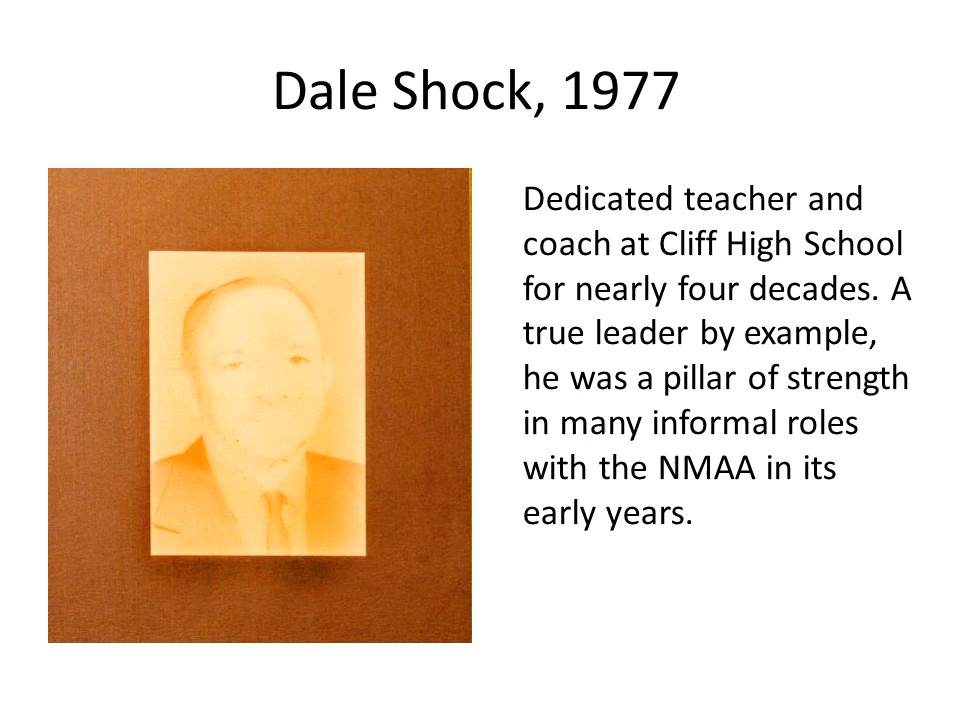 Dale Shock, 1977
Dedicated teacher and
coach at Cliff High School
for nearly four decades. A
true leader by example,
he was a pillar of strength
in many informal roles
with the NMAA in its
early years.